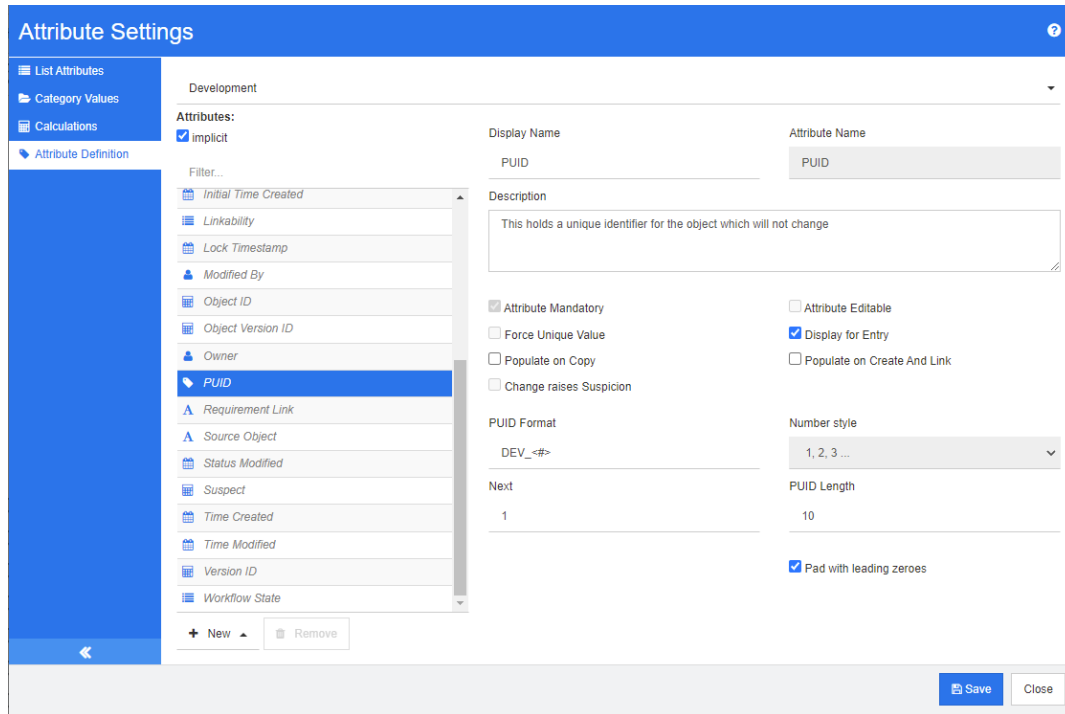 Attribute Settings
List Attributes
Category Values
Calculations
Attribute Definition
Development
Attributes:
implicit
Filter...
Initial Time Created
Linkability
Lock Timestamp
Modified By
Object ID
Object Version ID
Owner
PUID
Requirement Link
Source Object
Status Modified
Suspect
Time Created
Time Modified
Version ID
Workflow State
+ New
Remove
Display Name
Attribute Name
PUID
PUID
Description
This holds a unique identifier for the object which will not change
Attribute Mandatory
Attribute Editable
Force Unique Value
Display for Entry
Populate on Copy
Populate on Create And Link
Change raises Suspicion
PUID Format
Number style
DEV_<#>
1, 2, 3 ...
Next
PUID Length
1
10
Pad with leading zeroes
Save
Close